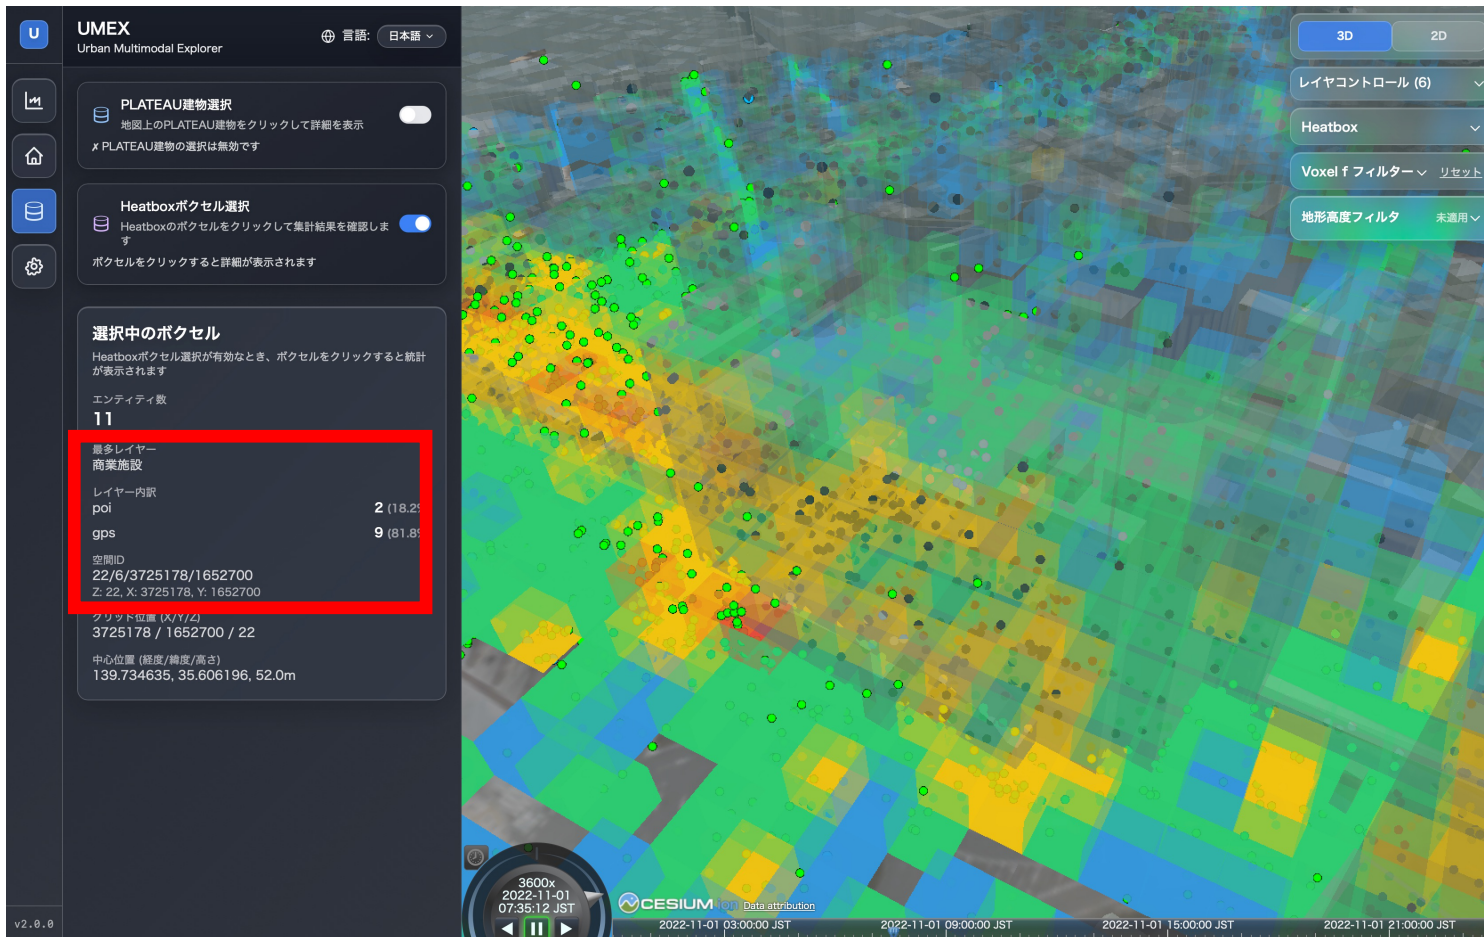 U
UMEX
Urban Multimodal Explorer
言語:
日本語
PLATEAU建物選択
地図上のPLATEAU建物をクリックして詳細を表示
✗ PLATEAU建物の選択は無効です
Heatboxボクセル選択
Heatboxのボクセルをクリックして集計結果を確認しま
す
ボクセルをクリックすると詳細が表示されます
選択中のボクセル
Heatboxボクセル選択が有効なとき、ボクセルをクリックすると統計
が表示されます
エンティティ数
11
最多レイヤー
商業施設
レイヤー内訳
poi 2 (18.2%
gps 9 (81.8%
空間ID
22/6/3725178/1652700
Z: 22, X: 3725178, Y: 1652700
グリッド位置 (X/Y/Z)
3725178 / 1652700 / 22
中心位置 (経度/緯度/高さ)
139.734635, 35.606196, 52.0m
v2.0.0
3D 2D
レイヤコントロール (6)
Heatbox
Voxel f フィルター リセット
地形高度フィルタ 未適用
3600x
2022-11-01
07:35:12 JST
CESIUM ion Data attribution
2022-11-01 03:00:00 JST 2022-11-01 09:00:00 JST 2022-11-01 15:00:00 JST 2022-11-01 21:00:00 JST